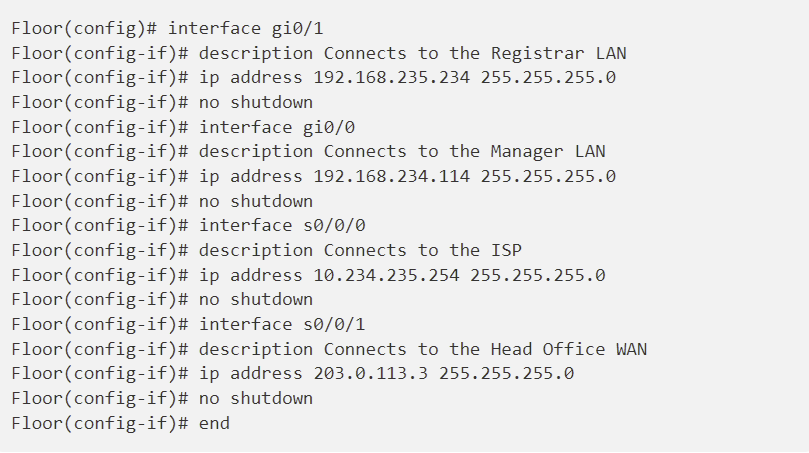 Floor(config)# interface gi0/1
Floor(config-if)# description Connects to the Registrar LAN
Floor(config-if)# ip address 192.168.235.234 255.255.255.0
Floor(config-if)# no shutdown
Floor(config-if)# interface gi0/0
Floor(config-if)# description Connects to the Manager LAN
Floor(config-if)# ip address 192.168.234.114 255.255.255.0
Floor(config-if)# no shutdown
Floor(config-if)# interface s0/0/0
Floor(config-if)# description Connects to the ISP
Floor(config-if)# ip address 10.234.235.254 255.255.255.0
Floor(config-if)# no shutdown
Floor(config-if)# interface s0/0/1
Floor(config-if)# description Connects to the Head Office WAN
Floor(config-if)# ip address 203.0.113.3 255.255.255.0
Floor(config-if)# no shutdown
Floor(config-if)# end